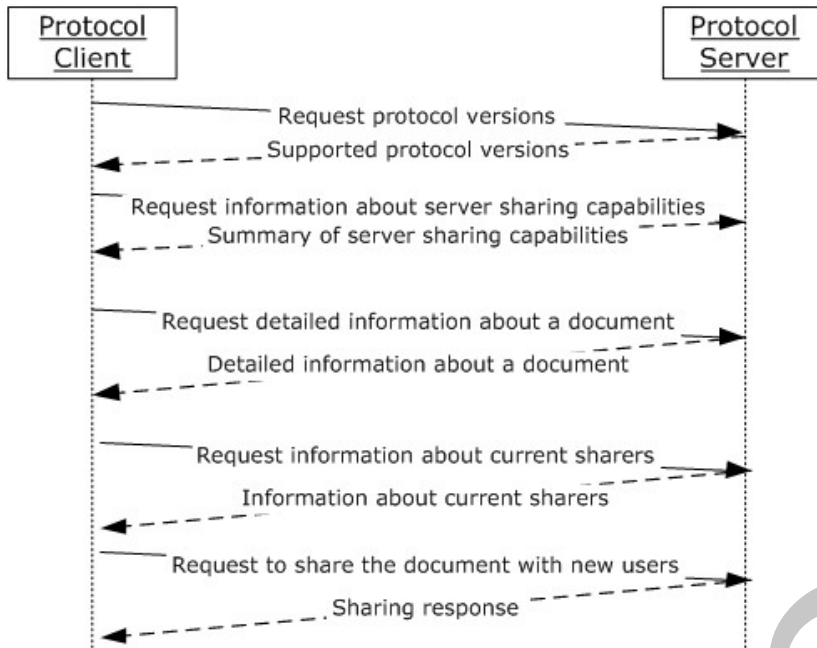 Protocol
Client
Protocol
Server
Request protocol versions
Supported protocol versions
Request information about server sharing capabilities
Summary of server sharing capabilities
Request detailed information about a document
Detailed information about a document
Request information about current sharers
Information about current sharers
Request to share the document with new users
Sharing response